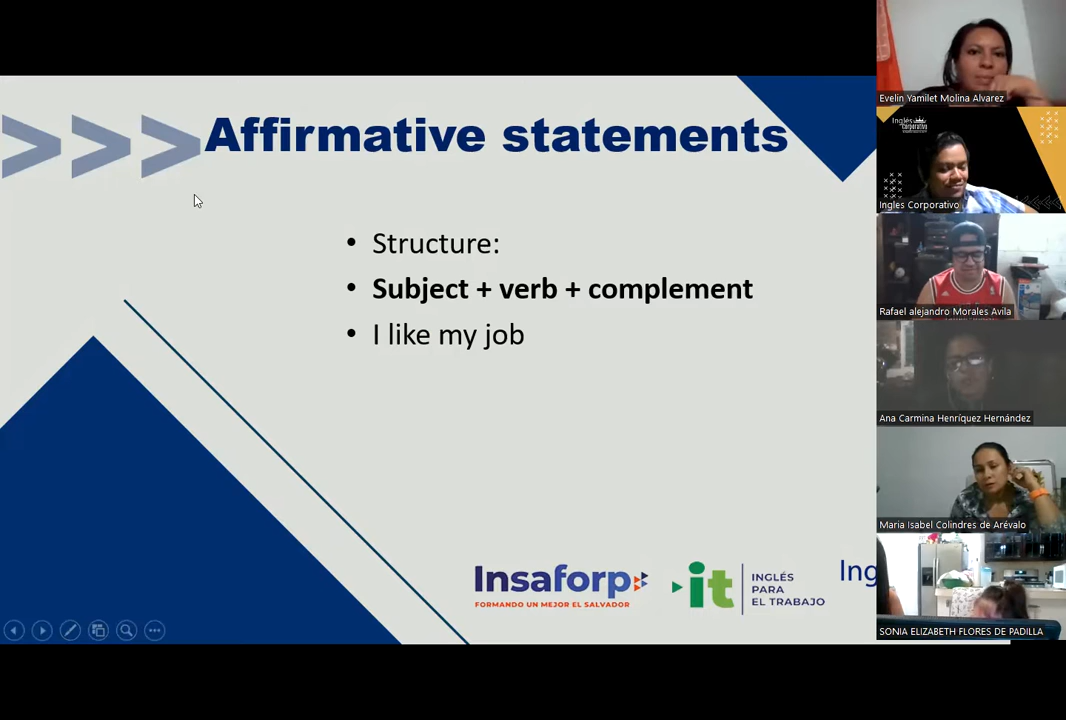 >>> Affirmative statements
• Structure:
• Subject + verb + complement
• I like my job
Insaforp
FORMANDO UN MEJOR EL SALVADOR
it
INGLÉS
PARA
EL TRABAJO
Ing
Evelin Yamilet Molina Alvarez
Inglés
Corporativo
Ingles Corporativo
Rafael alejandro Morales Avila
Ana Carmina Henríquez Hernández
Maria Isabel Colindres de Arévalo
SONIA ELIZABETH FLORES DE PADILLA